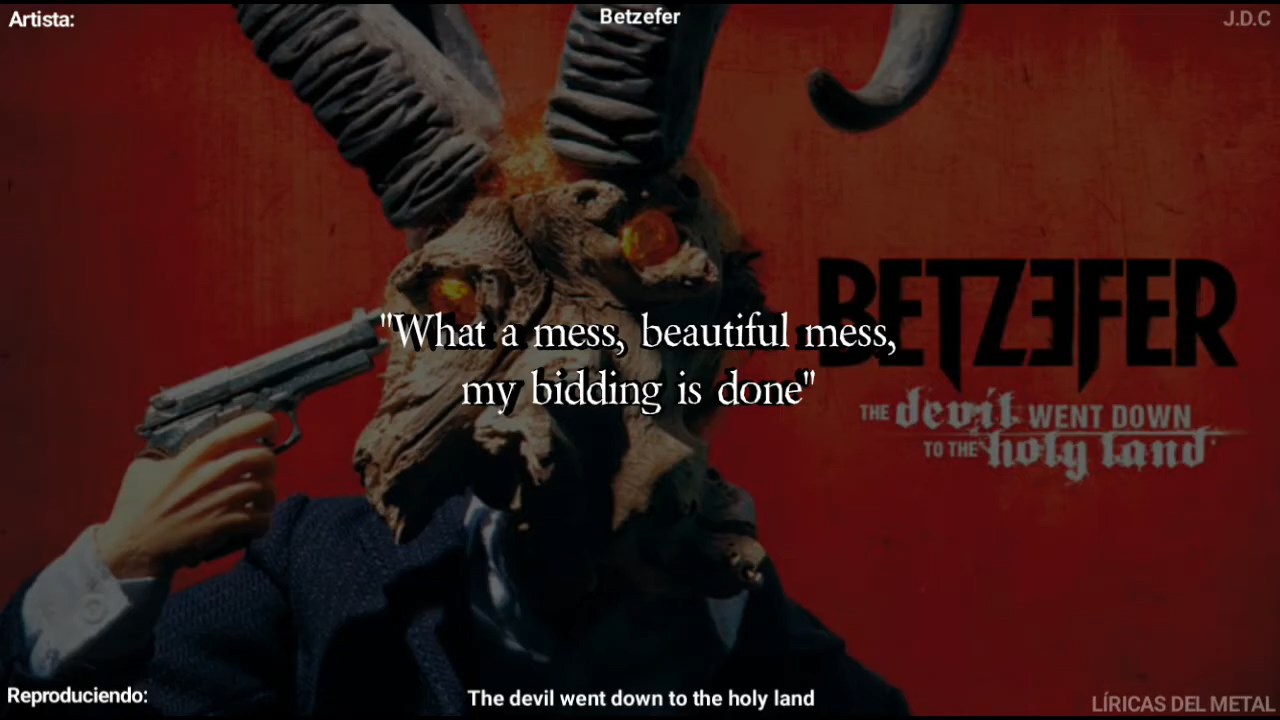 Artista:
Betzefer
J.D.C
BETZEFER
THE devil WENT DOWN
TO THE holy land
"What a mess, beautiful mess,
my bidding is done"
Reproduciendo:
The devil went down to the holy land
LÍRICAS DEL METAL